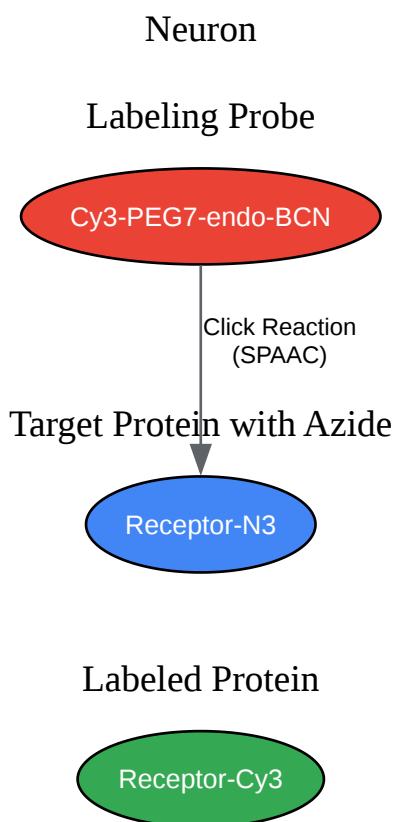 Neuron
Labeling Probe
Cy3-PEG7-endo-BCN
Click Reaction
(SPAAC)
Target Protein with Azide
Receptor-N3
Labeled Protein
Receptor-Cy3